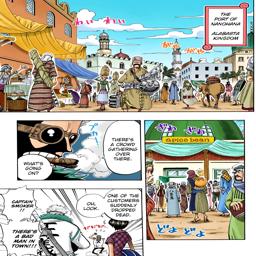 THE
PORT OF
NANOHANA
ALABASTA
KINGDOM
THERE'S
A CROWD
GATHERING
OVER
THERE.
WHAT'S
GOING
ON?
spice bean
ONE OF THE
CUSTOMERS
SUDDENLY
DROPPED
DEAD.
OH,
LOOK.
CAPTAIN
SMOKER
!!
THERE'S A
BAD MAN
IN TOWN!!!